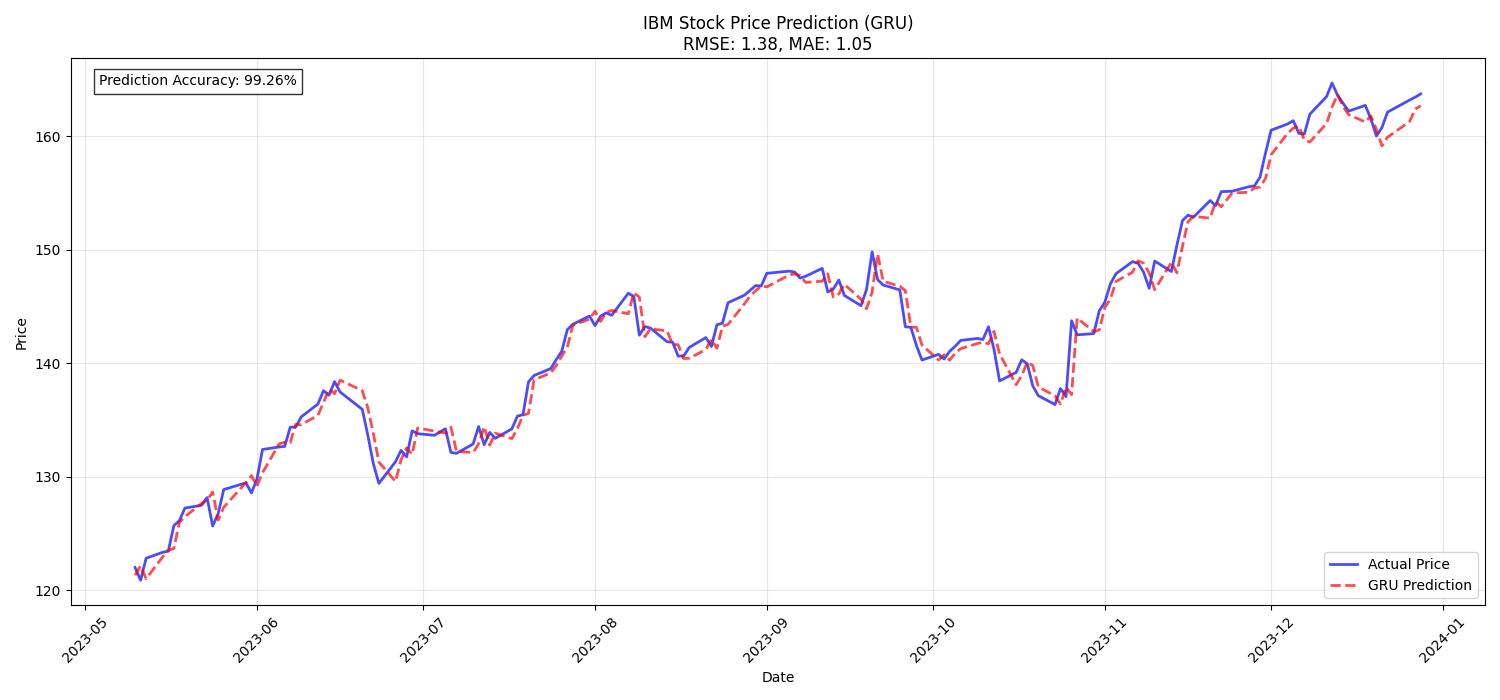 IBM Stock Price Prediction (GRU)
RMSE: 1.38, MAE: 1.05
Prediction Accuracy: 99.26%
Price
160
150
140
130
120
Actual Price
GRU Prediction
2023-05
2023-06
2023-07
2023-08
2023-09
2023-10
2023-11
2023-12
2024-01
Date